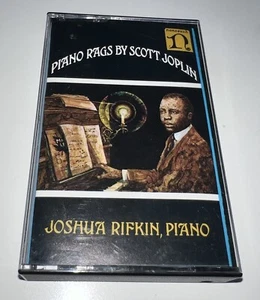 PIANO RAGS BY SCOTT JOPLIN
JOSHUA RIFKIN, PIANO